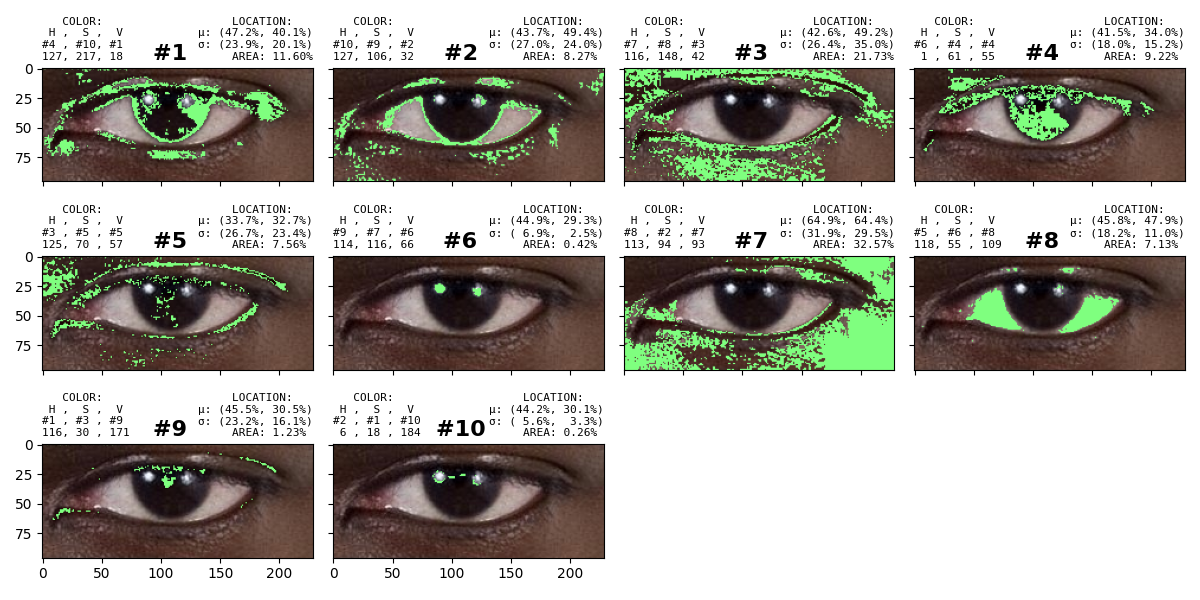 COLOR: LOCATION:
H , S , V μ: (47.2%, 40.1%)
#4 , #10, #1 σ: (23.9%, 20.1%)
127, 217, 18 #1 AREA: 11.60%
COLOR: LOCATION:
H , S , V μ: (43.7%, 49.4%)
#10, #9 , #2 σ: (27.0%, 24.0%)
127, 106, 32 #2 AREA: 8.27%
COLOR: LOCATION:
H , S , V μ: (42.6%, 49.2%)
#7 , #8 , #3 σ: (26.4%, 35.0%)
116, 148, 42 #3 AREA: 21.73%
COLOR: LOCATION:
H , S , V μ: (41.5%, 34.0%)
#6 , #4 , #4 σ: (18.0%, 15.2%)
1 , 61 , 55 #4 AREA: 9.22%
0
25
50
75
COLOR: LOCATION:
H , S , V μ: (33.7%, 32.7%)
#3 , #5 , #5 σ: (26.7%, 23.4%)
125, 70 , 57 #5 AREA: 7.56%
COLOR: LOCATION:
H , S , V μ: (44.9%, 29.3%)
#9 , #7 , #6 σ: ( 6.9%, 2.5%)
114, 116, 66 #6 AREA: 0.42%
COLOR: LOCATION:
H , S , V μ: (64.9%, 64.4%)
#8 , #2 , #7 σ: (31.9%, 29.5%)
113, 94 , 93 #7 AREA: 32.57%
COLOR: LOCATION:
H , S , V μ: (45.8%, 47.9%)
#5 , #6 , #8 σ: (18.2%, 11.0%)
118, 55 , 109 #8 AREA: 7.13%
0
25
50
75
COLOR: LOCATION:
H , S , V μ: (45.5%, 30.5%)
#1 , #3 , #9 σ: (23.2%, 16.1%)
116, 30 , 171 #9 AREA: 1.23%
COLOR: LOCATION:
H , S , V μ: (44.2%, 30.1%)
#2 , #1 , #10 σ: ( 5.6%, 3.3%)
6 , 18 , 184 #10 AREA: 0.26%
0
25
50
75
0 50 100 150 200
0 50 100 150 200